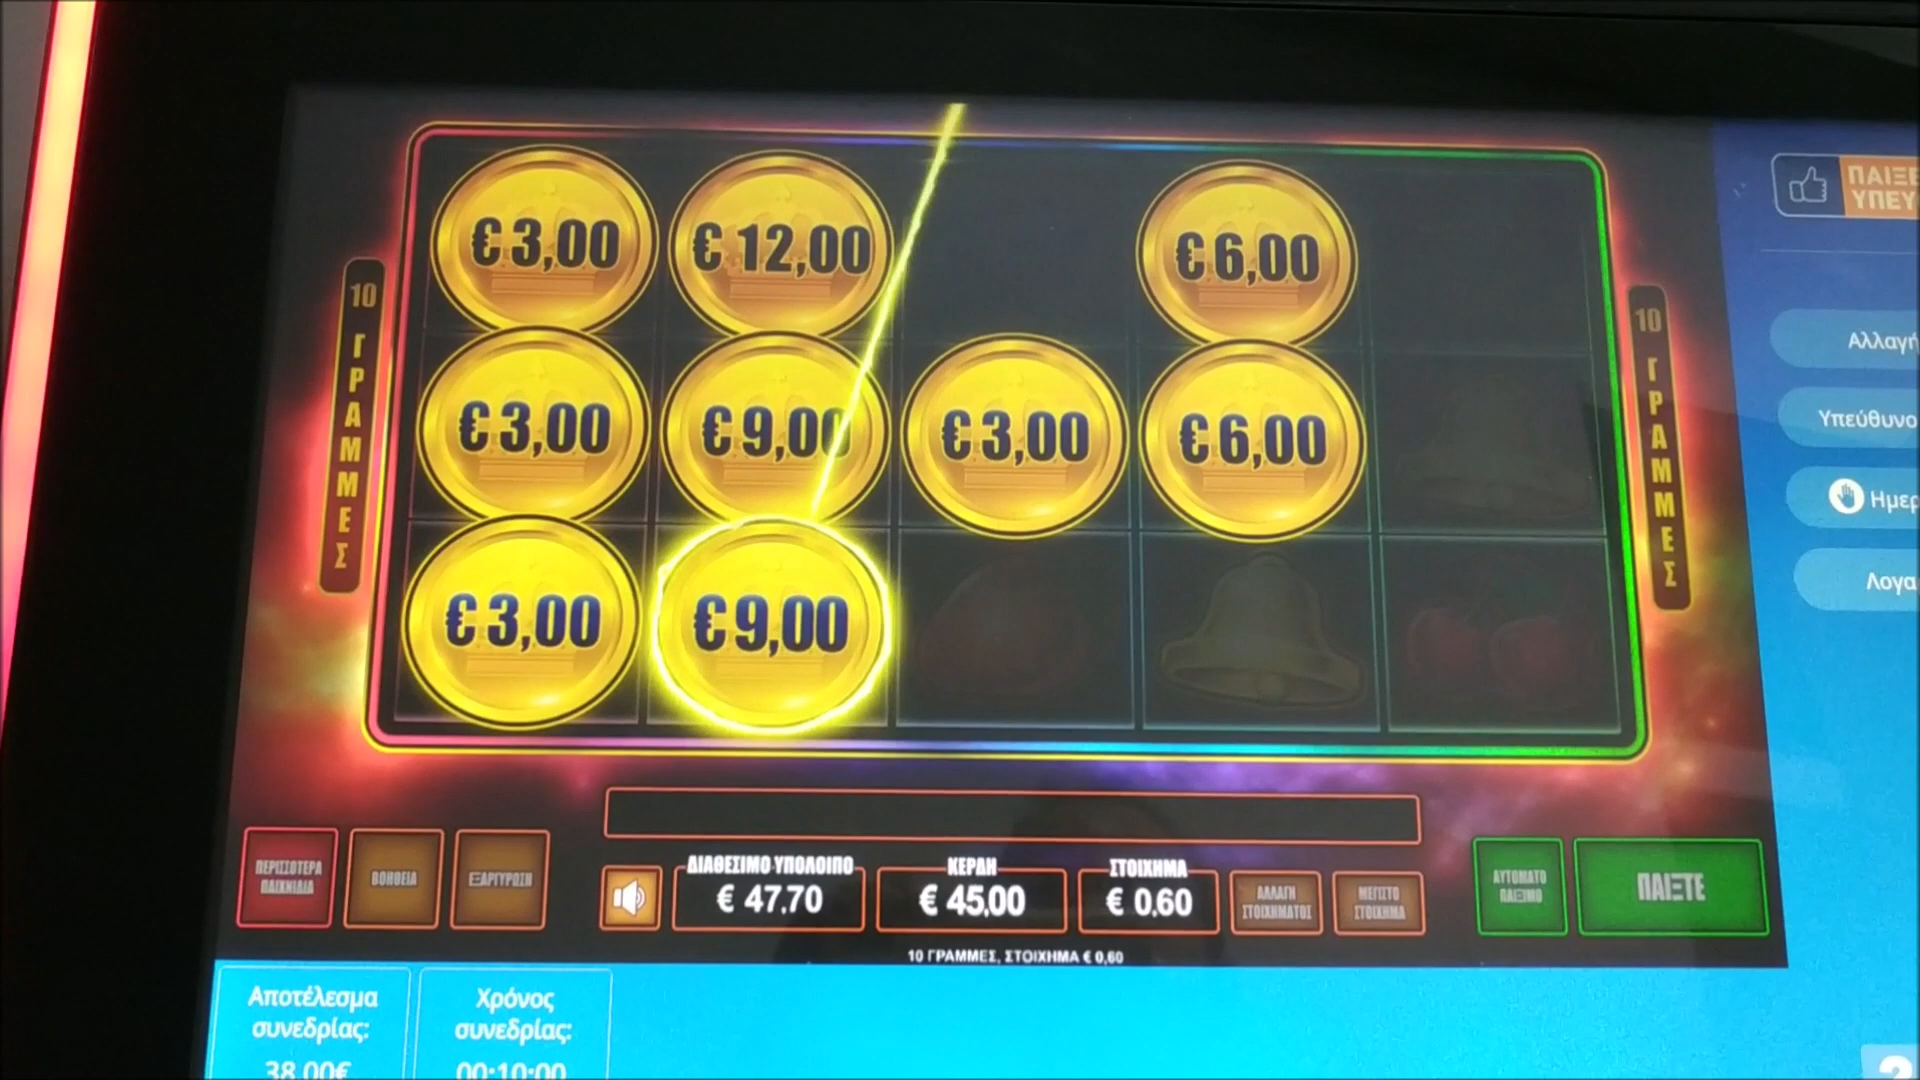 € 3,00
€ 12,00
€ 6,00
€ 3,00
€ 9,00
€ 3,00
€ 6,00
€ 3,00
€ 9,00
10 ΓΡΑΜΜΕΣ
10 ΓΡΑΜΜΕΣ
ΠΑΙΞΕ
ΥΠΕΥ
Αλλαγή
Υπεύθυνο
Ημερ
Λογα
ΠΕΡΙΣΣΟΤΕΡΑ
ΠΑΙΧΝΙΔΙΑ
ΒΟΗΘΕΙΑ
ΕΞΑΡΓΥΡΩΣΗ
ΔΙΑΘΕΣΙΜΟ ΥΠΟΛΟΙΠΟ
€ 47,70
ΚΕΡΔΗ
€ 45,00
ΣΤΟΙΧΗΜΑ
€ 0,60
ΑΛΛΑΓΗ
ΣΤΟΙΧΗΜΑΤΟΣ
ΜΕΓΙΣΤΟ
ΣΤΟΙΧΗΜΑ
ΑΥΤΟΜΑΤΟ
ΠΑΙΞΙΜΟ
ΠΑΙΞΤΕ
10 ΓΡΑΜΜΕΣ, ΣΤΟΙΧΗΜΑ € 0,60
Αποτέλεσμα
συνεδρίας:
38,00€
Χρόνος
συνεδρίας:
00:10:00
?